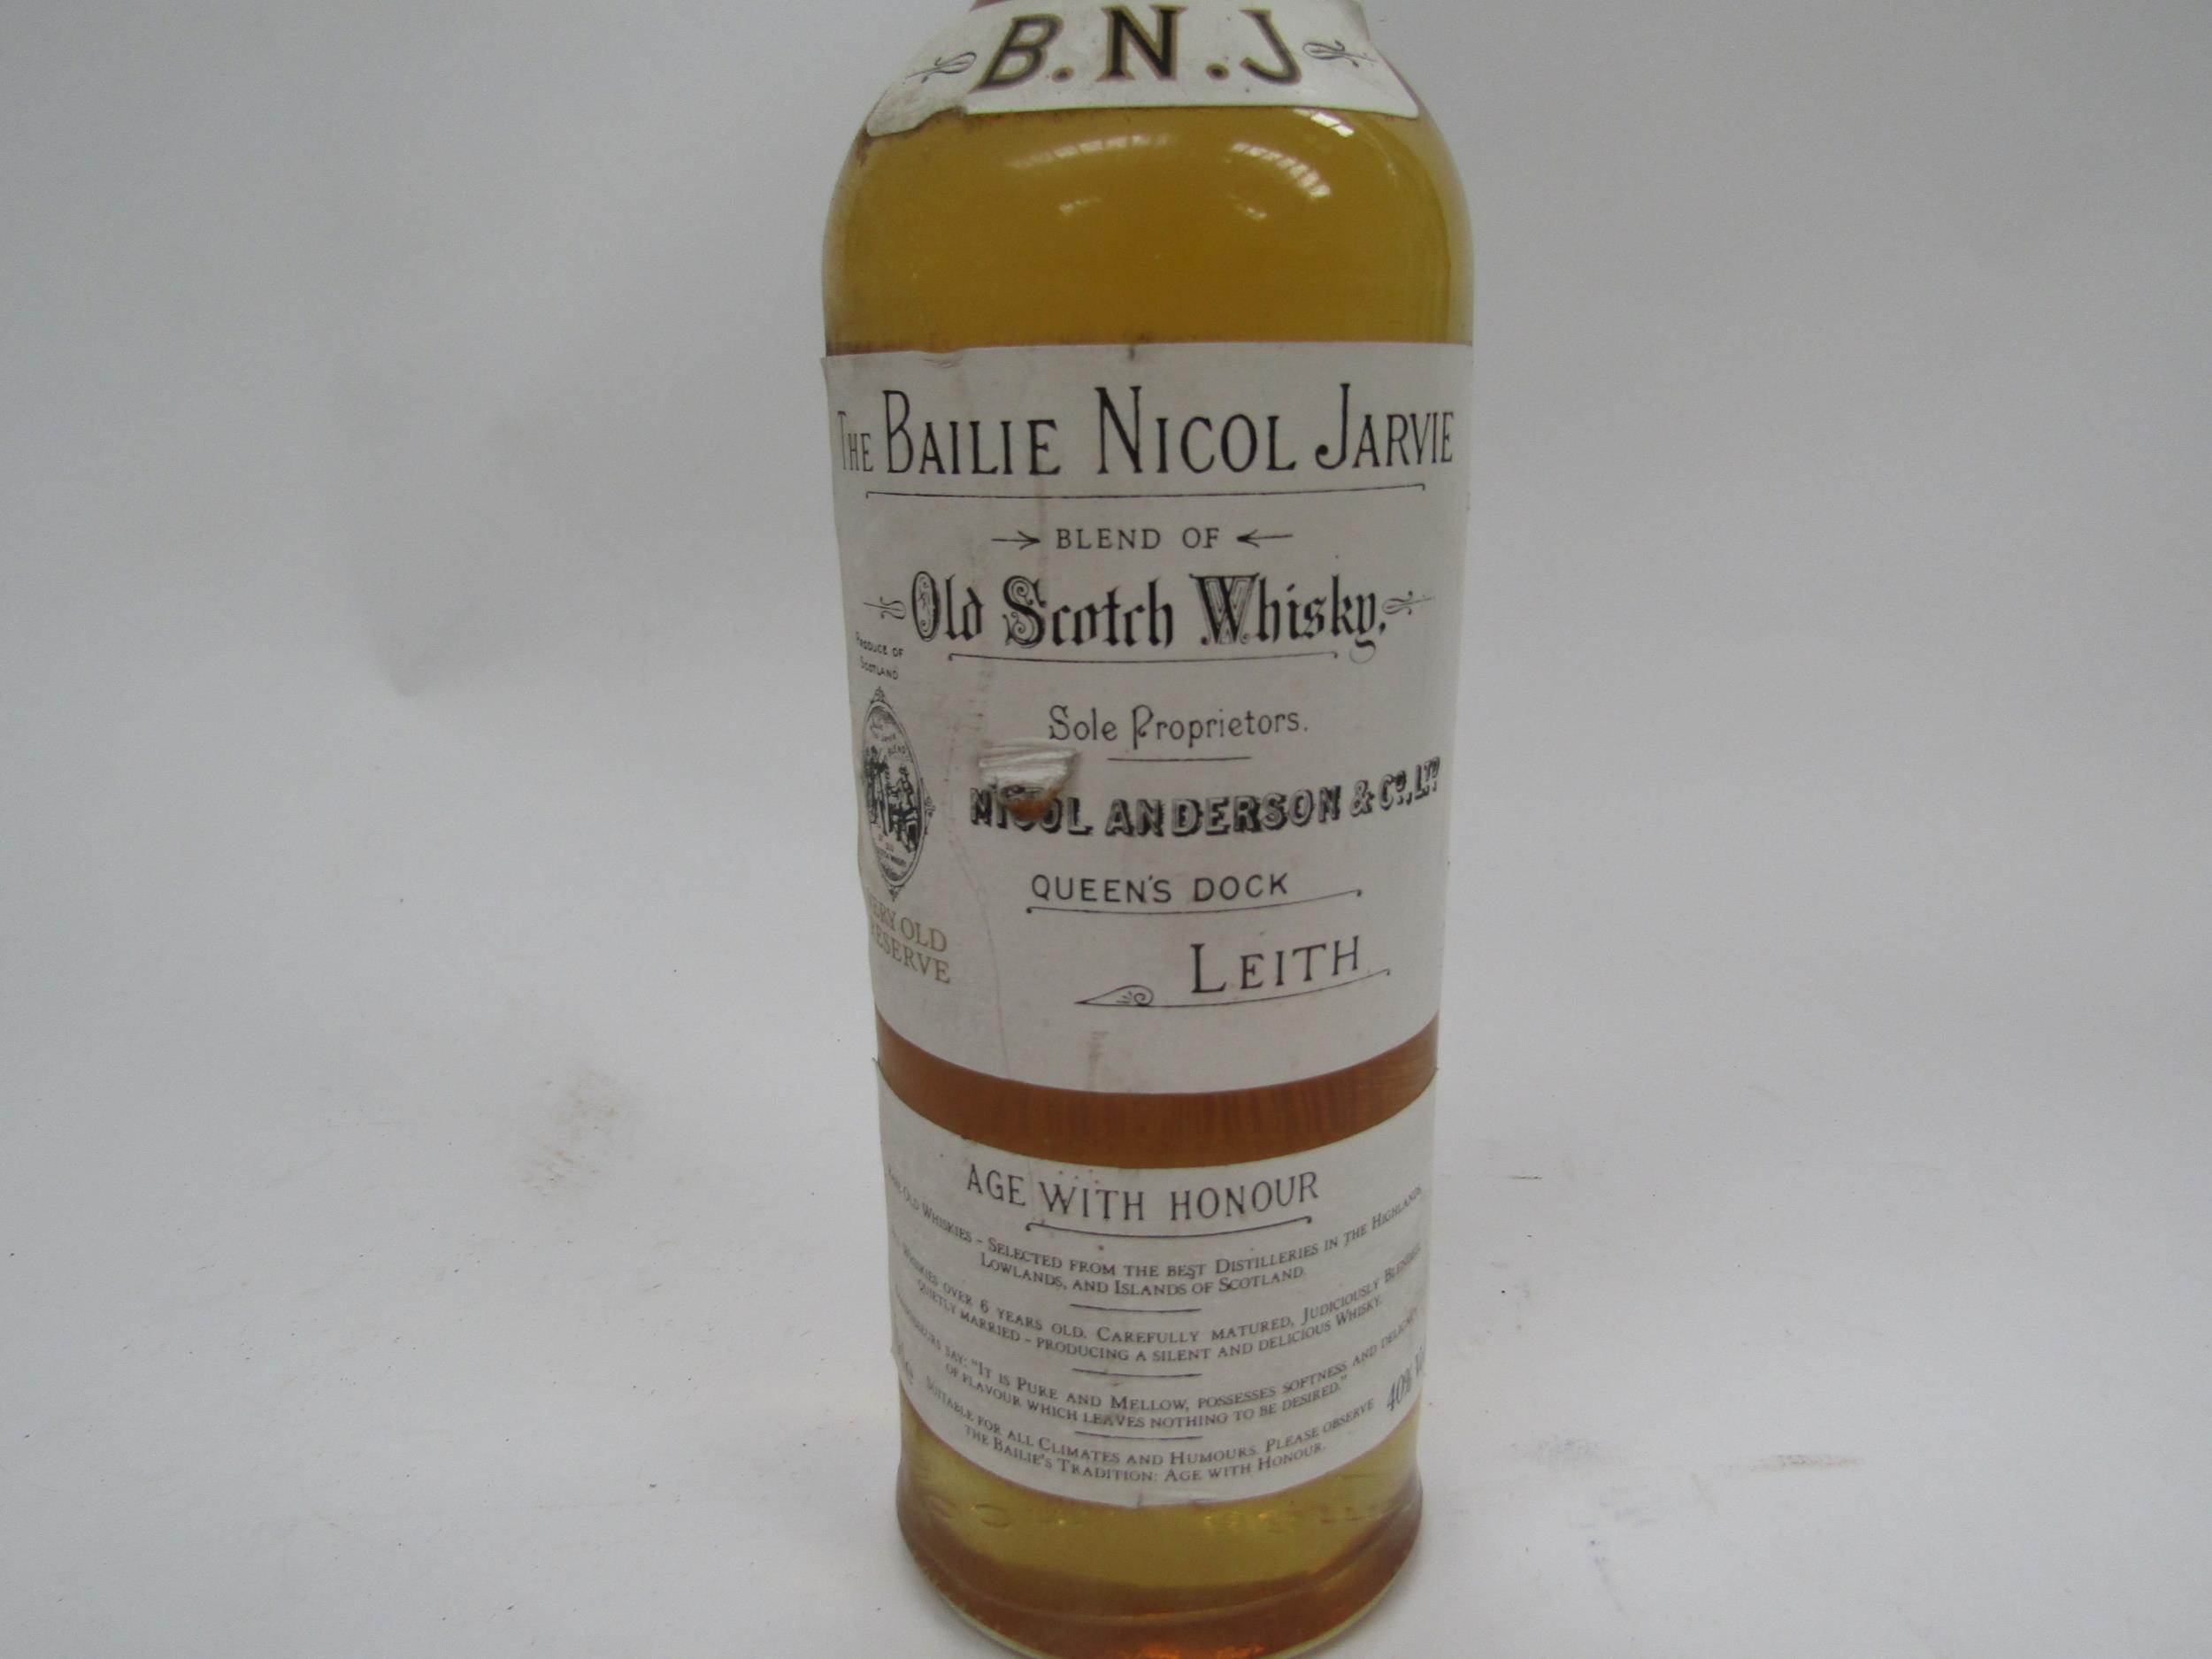 B.N.J
THE BAILIE NICOL JARVIE
BLEND OF
Old Scotch Whisky,
PRODUCE OF
SCOTLAND
Sole Proprietors.
NICOL ANDERSON & Co., LTD
QUEEN'S DOCK
LEITH
VERY OLD
RESERVE
AGE WITH HONOUR
OLD WHISKIES - SELECTED FROM THE BEST DISTILLERIES IN THE HIGHLANDS,
LOWLANDS, AND ISLANDS OF SCOTLAND.
WHISKIES OVER 6 YEARS OLD. CAREFULLY MATURED, JUDICIOUSLY BLENDED,
QUIETLY MARRIED - PRODUCING A SILENT AND DELICIOUS WHISKY.
SAY: "IT IS PURE AND MELLOW, POSSESSES SOFTNESS AND DELICACY
OF FLAVOUR WHICH LEAVES NOTHING TO BE DESIRED."
SUITABLE FOR ALL CLIMATES AND HUMOURS. PLEASE OBSERVE
THE BAILIE'S TRADITION: AGE WITH HONOUR.
40%